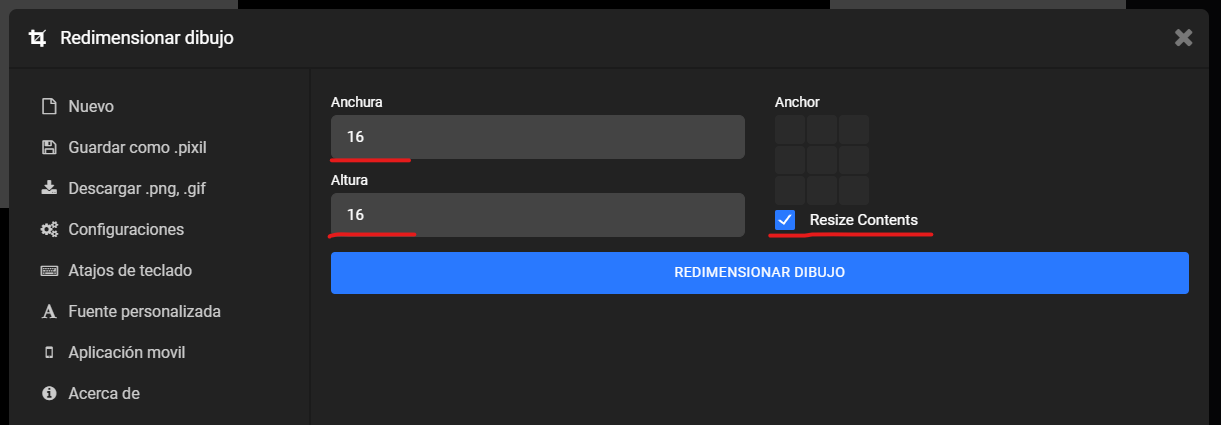 Redimensionar dibujo
Nuevo
Guardar como .pixil
Descargar .png, .gif
Configuraciones
Atajos de teclado
Fuente personalizada
Aplicación movil
Acerca de
Anchura
16
Altura
16
Anchor
Resize Contents
REDIMENSIONAR DIBUJO